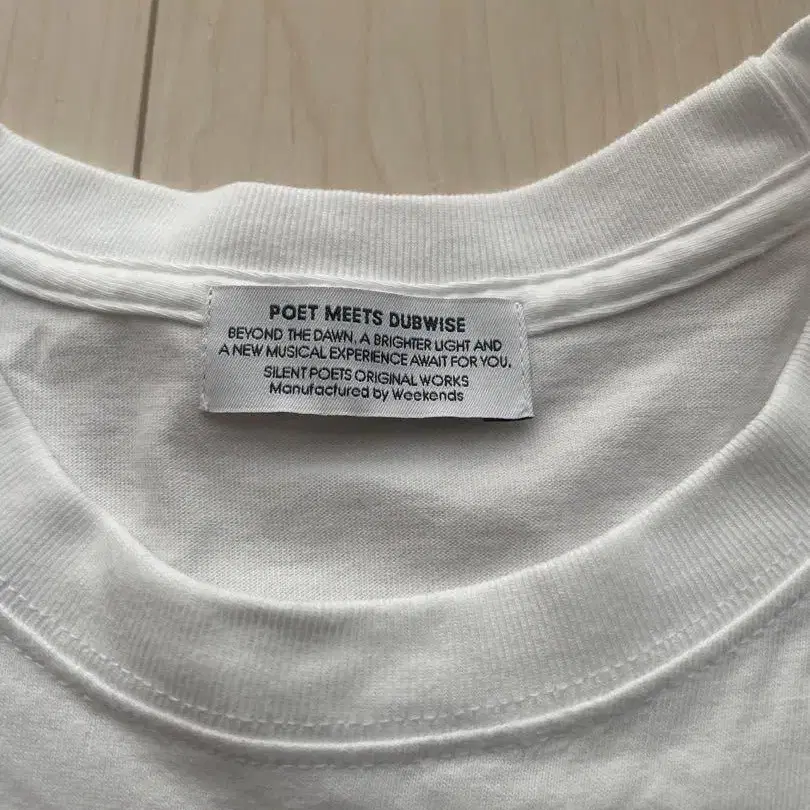 POET MEETS DUBWISE
BEYOND THE DAWN, A BRIGHTER LIGHT AND
A NEW MUSICAL EXPERIENCE AWAIT FOR YOU.
SILENT POETS ORIGINAL WORKS
Manufactured by Weekends